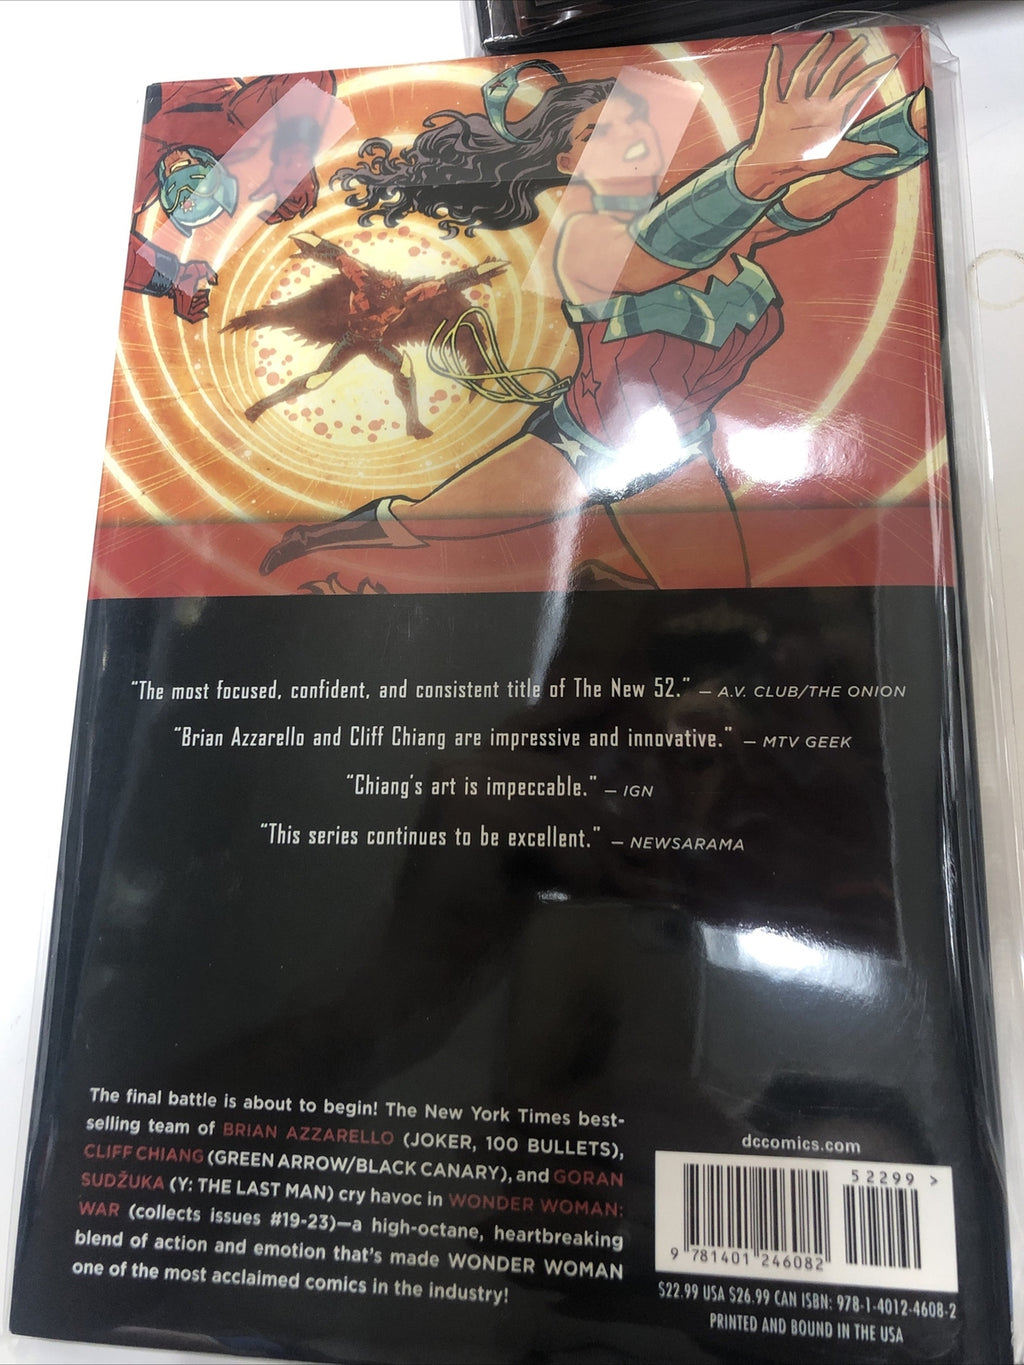 “The most focused, confident, and consistent title of The New 52.” — A.V. CLUB/THE ONION
“Brian Azzarello and Cliff Chiang are impressive and innovative.” — MTV GEEK
“Chiang's art is impeccable.” — IGN
“This series continues to be excellent.” — NEWSARAMA
The final battle is about to begin! The New York Times best-
selling team of BRIAN AZZARELLO (JOKER, 100 BULLETS),
CLIFF CHIANG (GREEN ARROW/BLACK CANARY), and GORAN
SUDŽUKA (Y: THE LAST MAN) cry havoc in WONDER WOMAN:
WAR (collects issues #19-23)—a high-octane, heartbreaking
blend of action and emotion that's made WONDER WOMAN
one of the most acclaimed comics in the industry!
dccomics.com
52299 >
9 781401 246082
$22.99 USA $26.99 CAN ISBN: 978-1-4012-4608-2
PRINTED AND BOUND IN THE USA